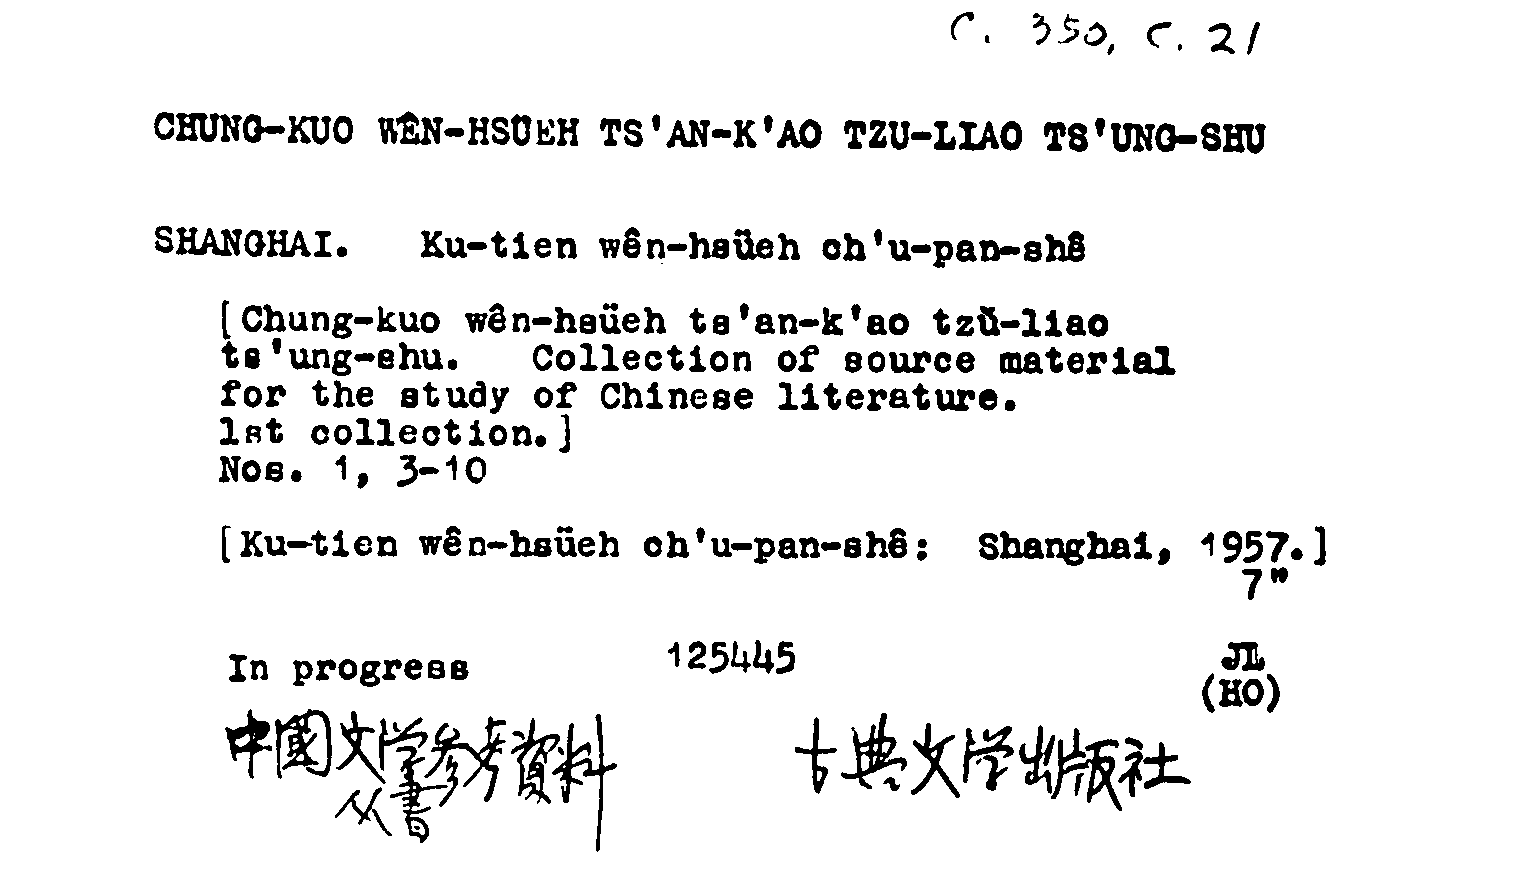 C. 350, C. 21
CHUNG-KUO WÊN-HSÜEH TS'AN-K'AO TZU-LIAO TS'UNG-SHU
SHANGHAI. Ku-tien wên-hsüeh ch'u-pan-shê
[Chung-kuo wên-hsüeh ts'an-k'ao tzŭ-liao
ts'ung-shu. Collection of source material
for the study of Chinese literature.
1st collection.]
Nos. 1, 3-10
[Ku-tien wên-hsüeh ch'u-pan-shê: Shanghai, 1957.]
7"
In progress 125445 JL
(HO)
中國文学参考資料 古典文学出版社
丛書